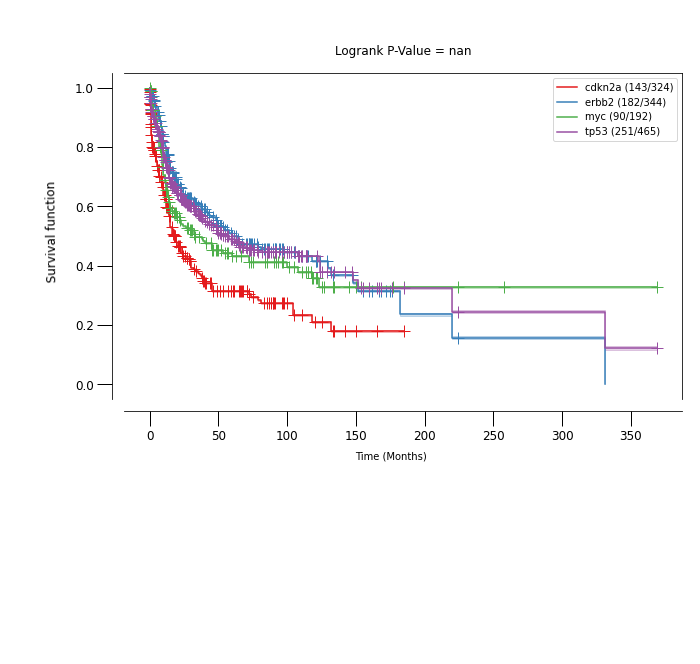 Logrank P-Value = nan
cdkn2a (143/324)
erbb2 (182/344)
myc (90/192)
tp53 (251/465)
Survival function
1.0
0.8
0.6
0.4
0.2
0.0
0 50 100 150 200 250 300 350
Time (Months)